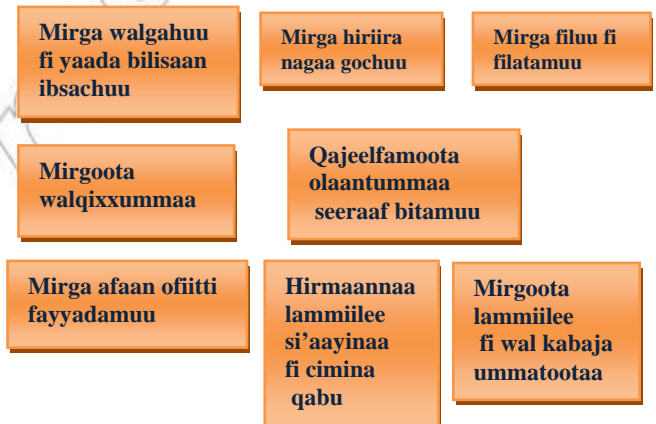 Mirga walgahuu
fi yaada bilisaan
ibsachuu
Mirga hiriira
nagaa gochuu
Mirga filuu fi
filatamuu
Mirgoota
walqixxummaa
Qajeelfamoota
olaantummaa
seeraaf bitamuu
Mirga afaan ofiitti
fayyadamuu
Hirmaannaa
lammiilee
si’aayinaa
fi cimina
qabu
Mirgoota
lammiilee
fi wal kabaja
ummatootaa